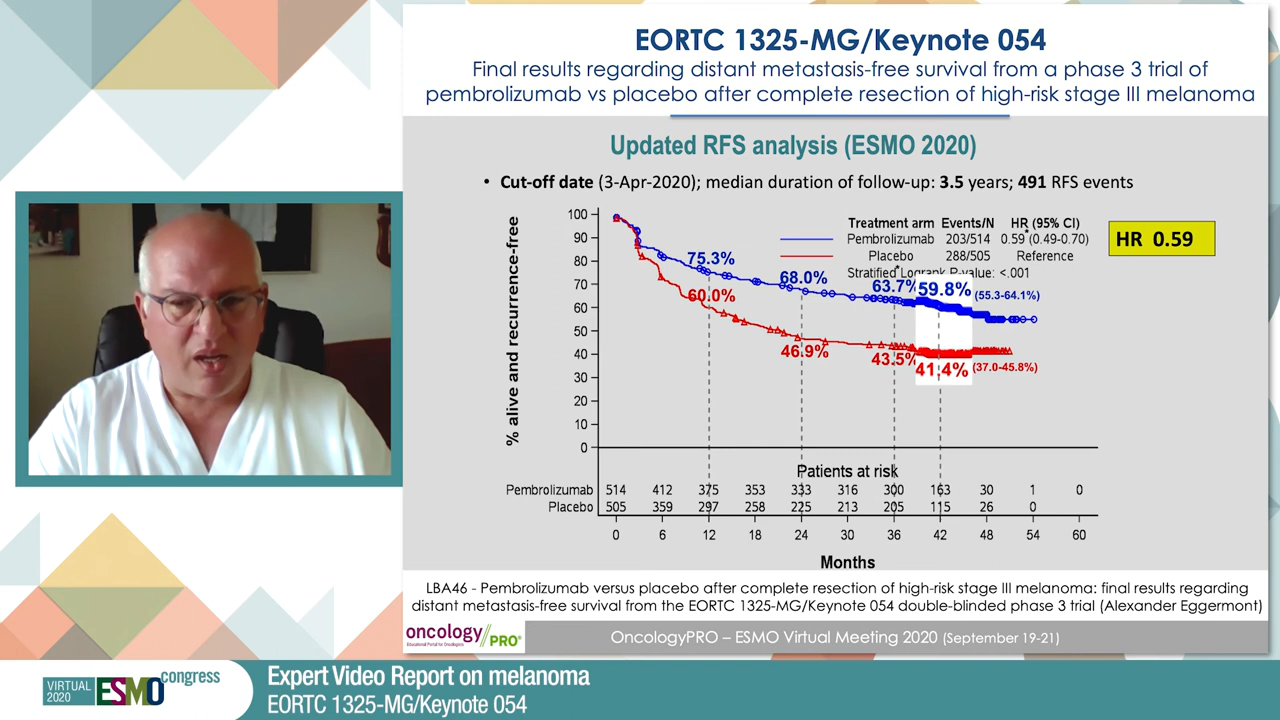 EORTC 1325-MG/Keynote 054
Final results regarding distant metastasis-free survival from a phase 3 trial of
pembrolizumab vs placebo after complete resection of high-risk stage III melanoma
Updated RFS analysis (ESMO 2020)
• Cut-off date (3-Apr-2020); median duration of follow-up: 3.5 years; 491 RFS events
% alive and recurrence-free
100
90
80
70
60
50
40
30
20
10
0
Treatment arm Events/N HR (95% CI)
Pembrolizumab 203/514 0.59 (0.49-0.70)
Placebo 288/505 Reference
Stratified Logrank P-value: <.001
HR 0.59
75.3%
68.0%
63.7%
59.8% (55.3-64.1%)
60.0%
46.9%
43.5%
41.4% (37.0-45.8%)
Patients at risk
Pembrolizumab 514 412 375 353 333 316 300 163 30 1 0
Placebo 505 359 297 258 225 213 205 115 26 0
0 6 12 18 24 30 36 42 48 54 60
Months
LBA46 - Pembrolizumab versus placebo after complete resection of high-risk stage III melanoma: final results regarding
distant metastasis-free survival from the EORTC 1325-MG/Keynote 054 double-blinded phase 3 trial (Alexander Eggermont)
oncology PRO®
Educational Portal for Oncologists
OncologyPRO – ESMO Virtual Meeting 2020 (September 19-21)
VIRTUAL
2020
ESMO congress
Expert Video Report on melanoma
EORTC 1325-MG/Keynote 054